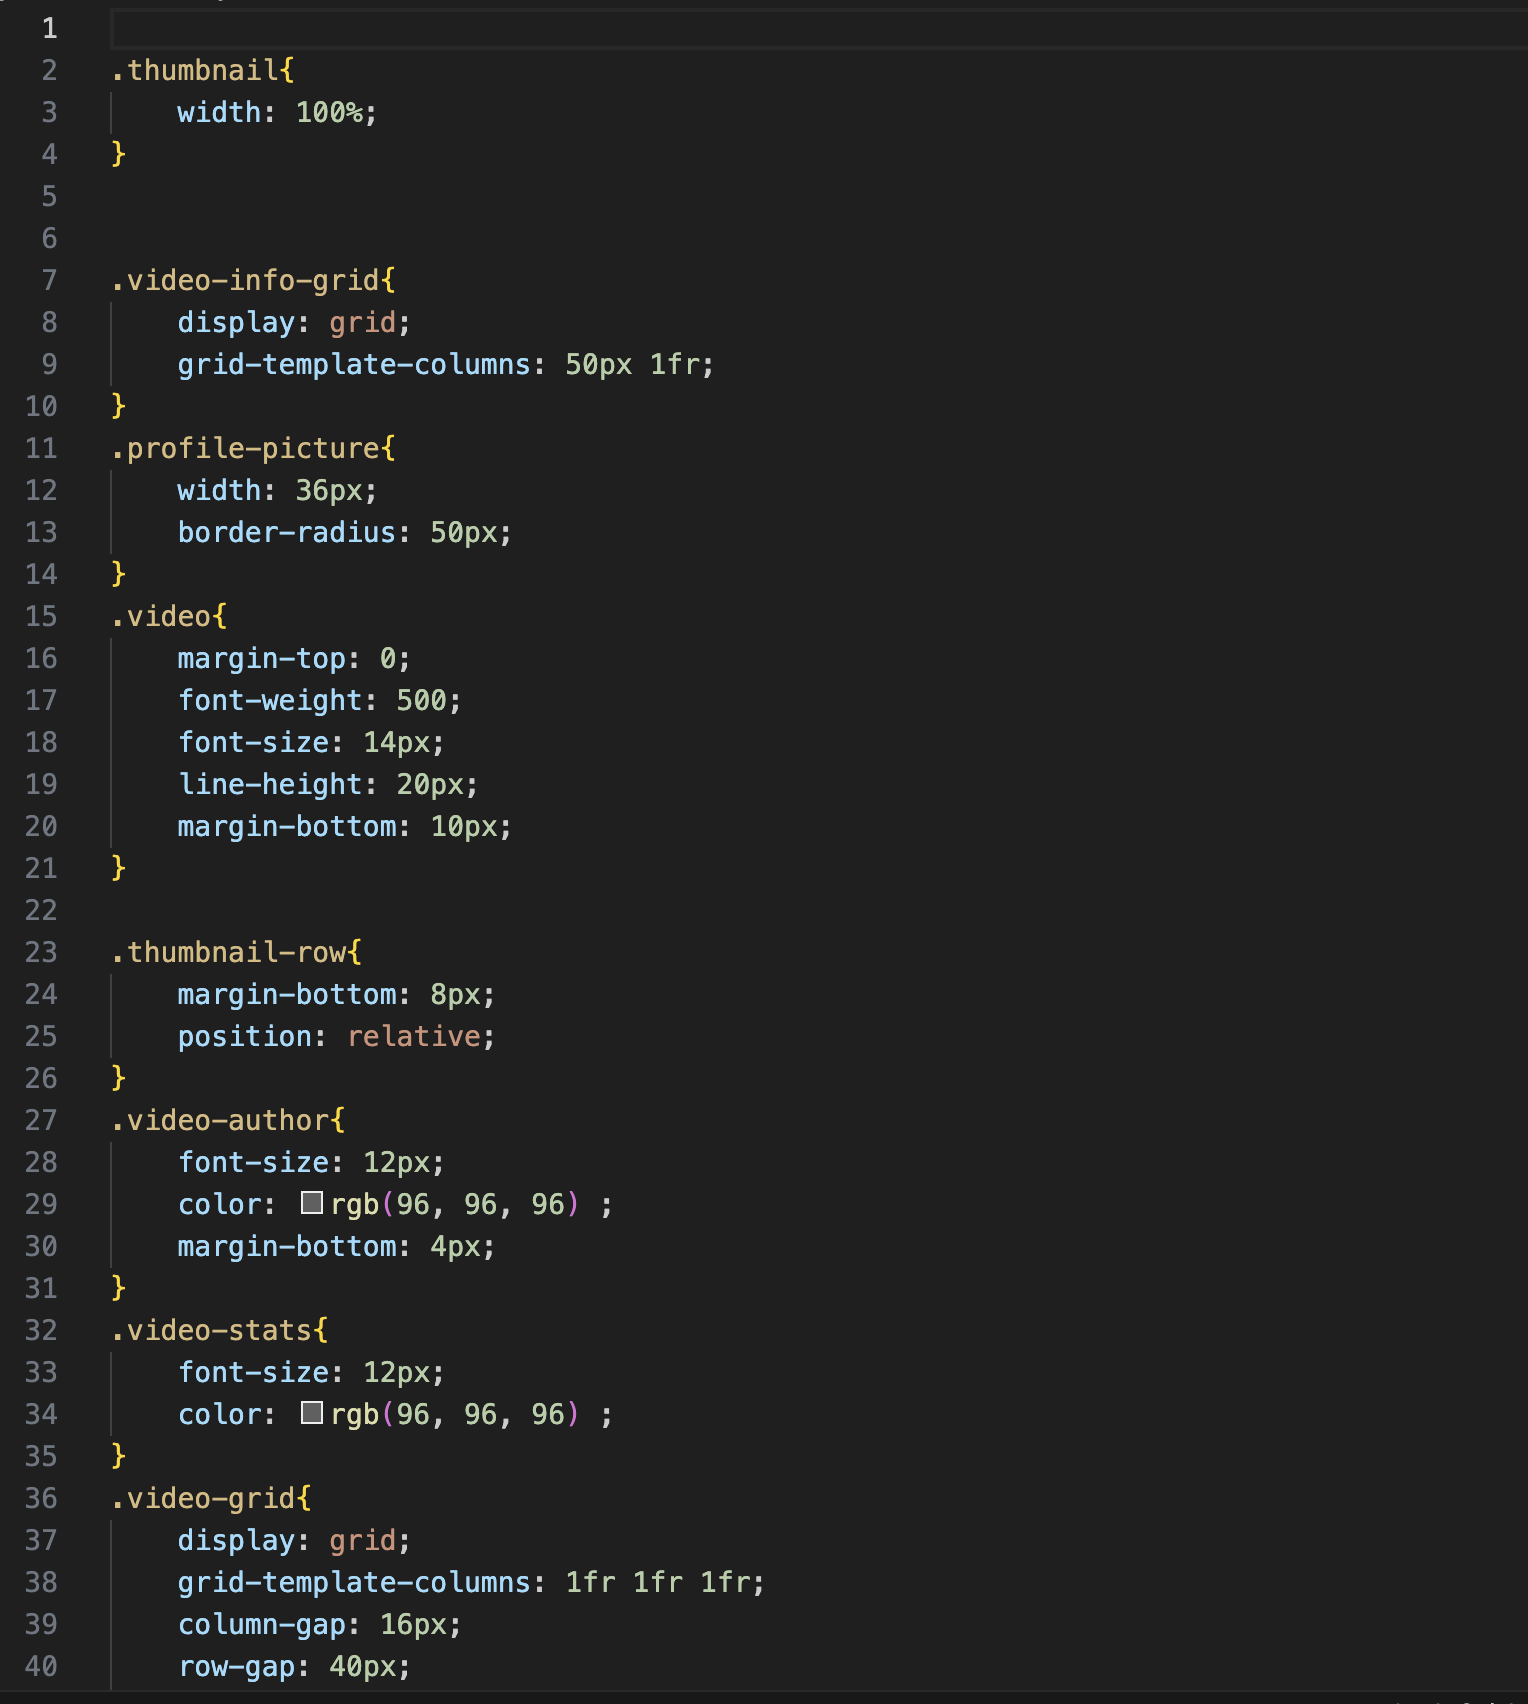 1
2 .thumbnail{
3     width: 100%;
4 }
5
6
7 .video-info-grid{
8     display: grid;
9     grid-template-columns: 50px 1fr;
10 }
11 .profile-picture{
12     width: 36px;
13     border-radius: 50px;
14 }
15 .video{
16     margin-top: 0;
17     font-weight: 500;
18     font-size: 14px;
19     line-height: 20px;
20     margin-bottom: 10px;
21 }
22
23 .thumbnail-row{
24     margin-bottom: 8px;
25     position: relative;
26 }
27 .video-author{
28     font-size: 12px;
29     color: rgb(96, 96, 96) ;
30     margin-bottom: 4px;
31 }
32 .video-stats{
33     font-size: 12px;
34     color: rgb(96, 96, 96) ;
35 }
36 .video-grid{
37     display: grid;
38     grid-template-columns: 1fr 1fr 1fr;
39     column-gap: 16px;
40     row-gap: 40px;